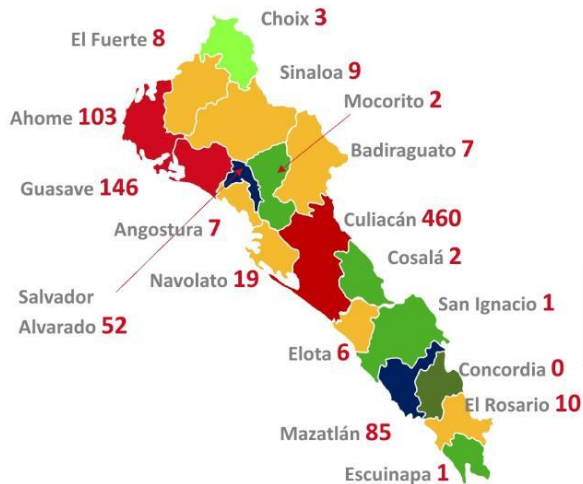 Choix 3
El Fuerte 8
Sinaloa 9
Mocorito 2
Ahome 103
Badiraguato 7
Guasave 146
Culiacán 460
Angostura 7
Cosalá 2
Navolato 19
Salvador
Alvarado 52
San Ignacio 1
Elota 6
Concordia 0
El Rosario 10
Mazatlán 85
Escuinapa 1